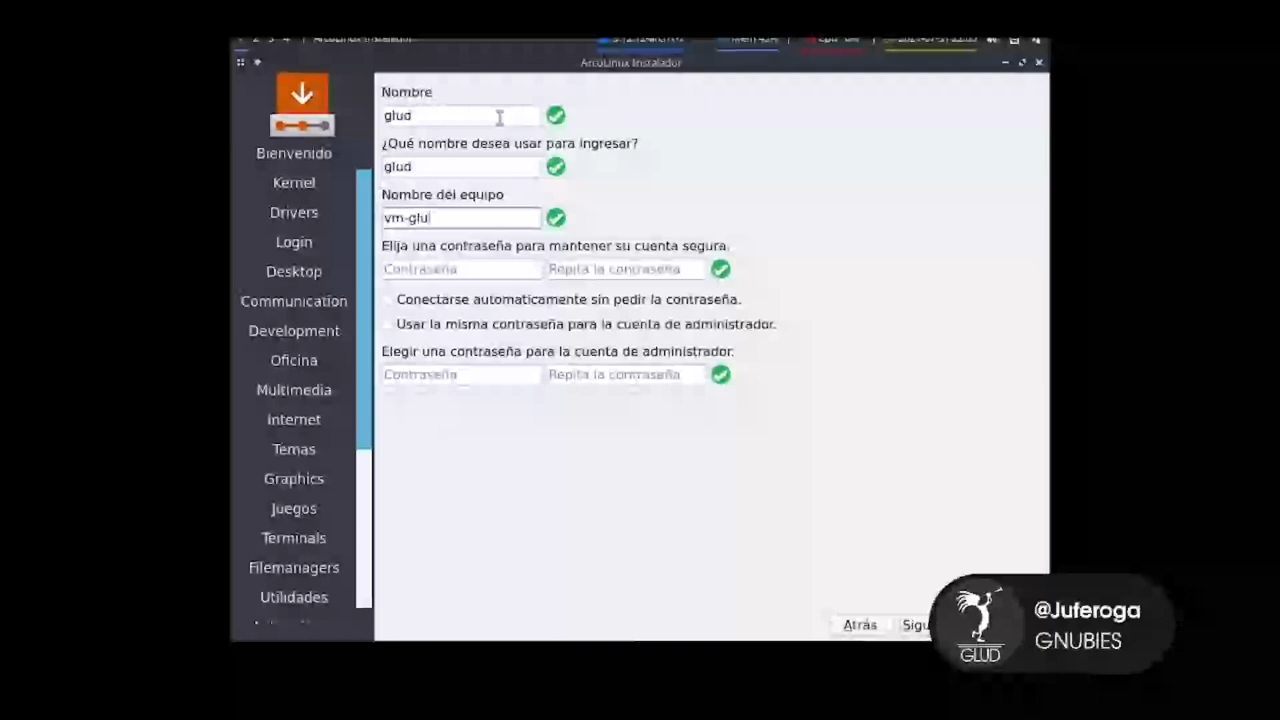 ArcoLinux Instalador
Nombre
glud
¿Qué nombre desea usar para ingresar?
glud
Nombre del equipo
vm-glu
Elija una contraseña para mantener su cuenta segura.
Contraseña Repita la contraseña
Conectarse automaticamente sin pedir la contraseña.
Usar la misma contraseña para la cuenta de administrador.
Elegir una contraseña para la cuenta de administrador.
Contraseña Repita la contraseña
Bienvenido
Kernel
Drivers
Login
Desktop
Communication
Development
Oficina
Multimedia
Internet
Temas
Graphics
Juegos
Terminals
Filemanagers
Utilidades
Atrás Sigu
@Juferoga
GNUBIES
GLUD